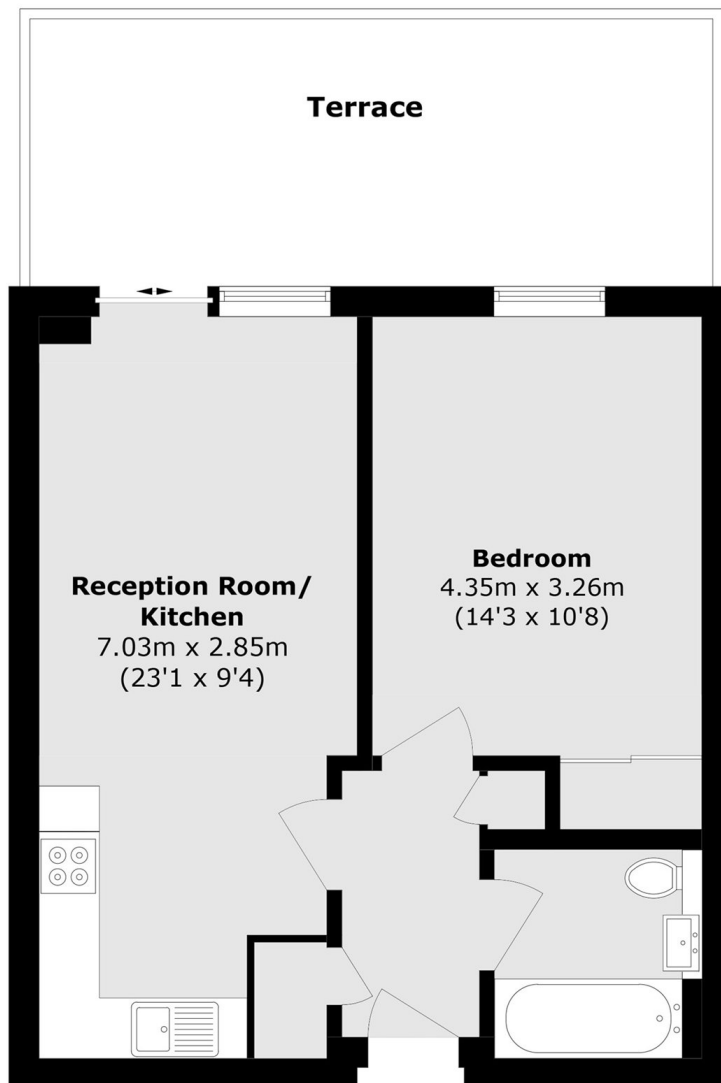 Terrace
Reception Room/
Kitchen
7.03m x 2.85m
(23'1 x 9'4)
Bedroom
4.35m x 3.26m
(14'3 x 10'8)